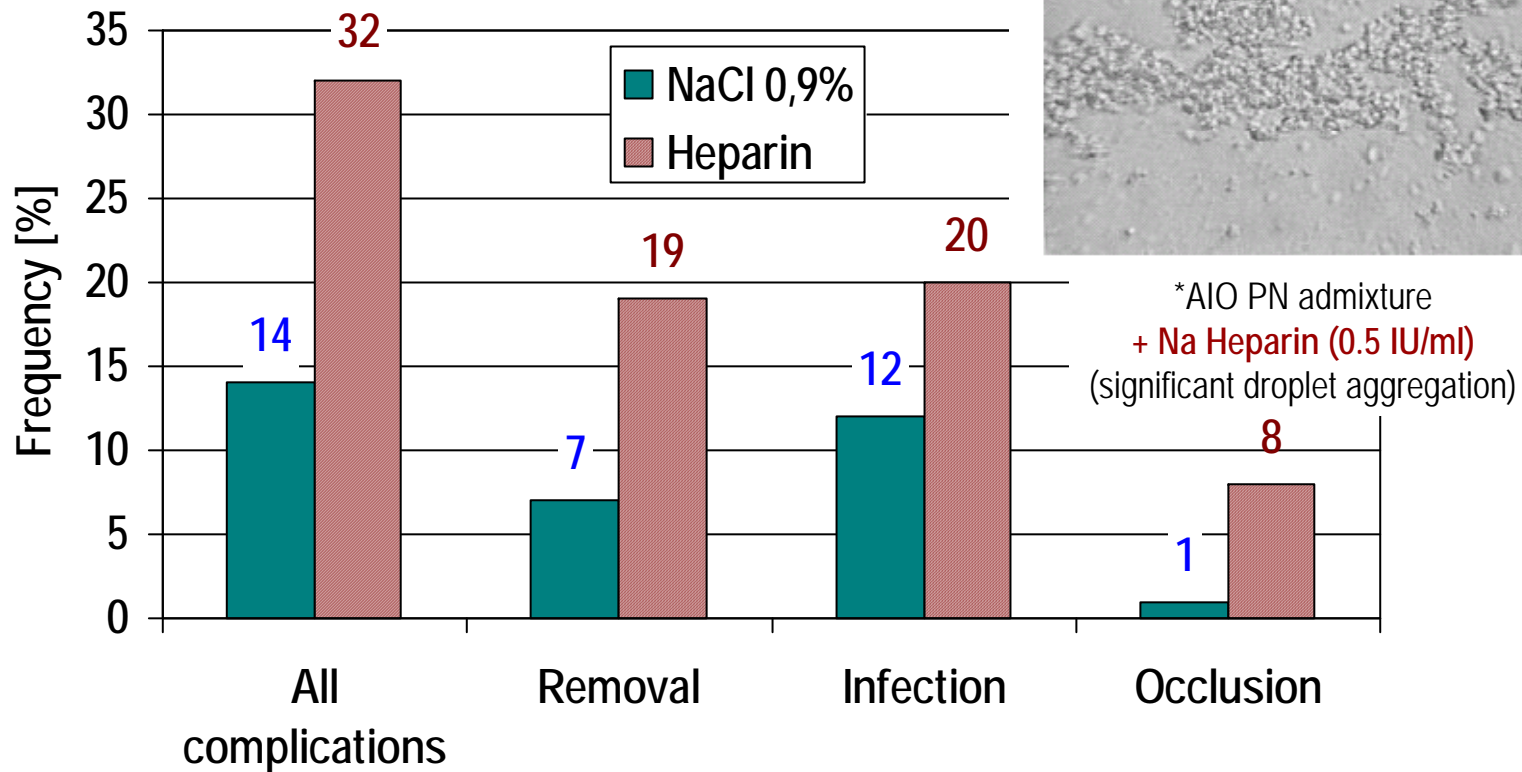 35
30
25
20
15
10
5
0
Frequency [%]
NaCl 0,9%
Heparin
14
32
7
19
12
20
1
8
All
complications
Removal
Infection
Occlusion
*AIO PN admixture
+ Na Heparin (0.5 IU/ml)
(significant droplet aggregation)